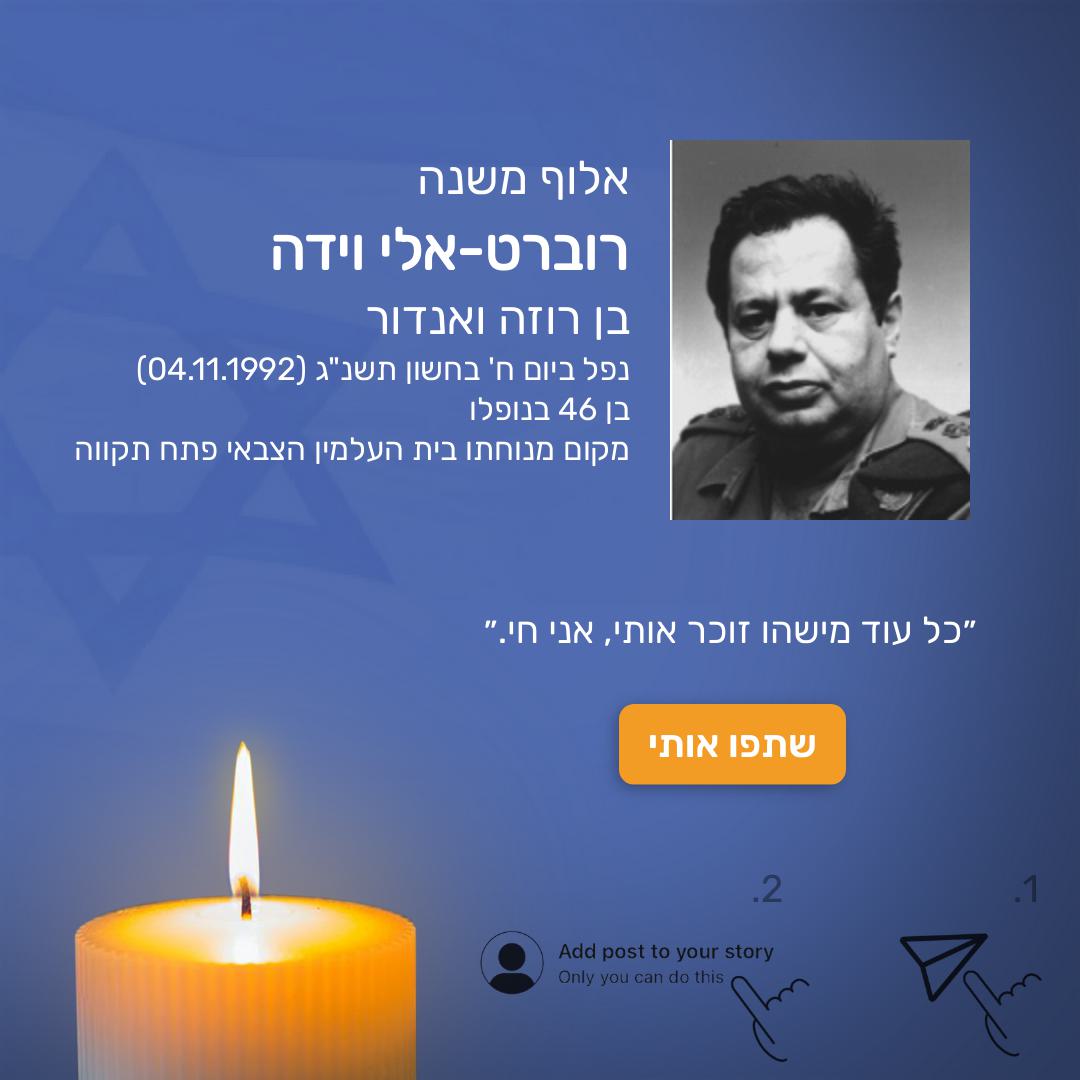 אלוף משנה
רוברט-אלי וידה
בן רוזה ואנדור
נפל ביום ח' בחשון תשנ"ג (04.11.1992)
בן 46 בנופלו
מקום מנוחתו בית העלמין הצבאי פתח תקווה
״כל עוד מישהו זוכר אותי, אני חי.״
שתפו אותי
.1
.2
Add post to your story
Only you can do this